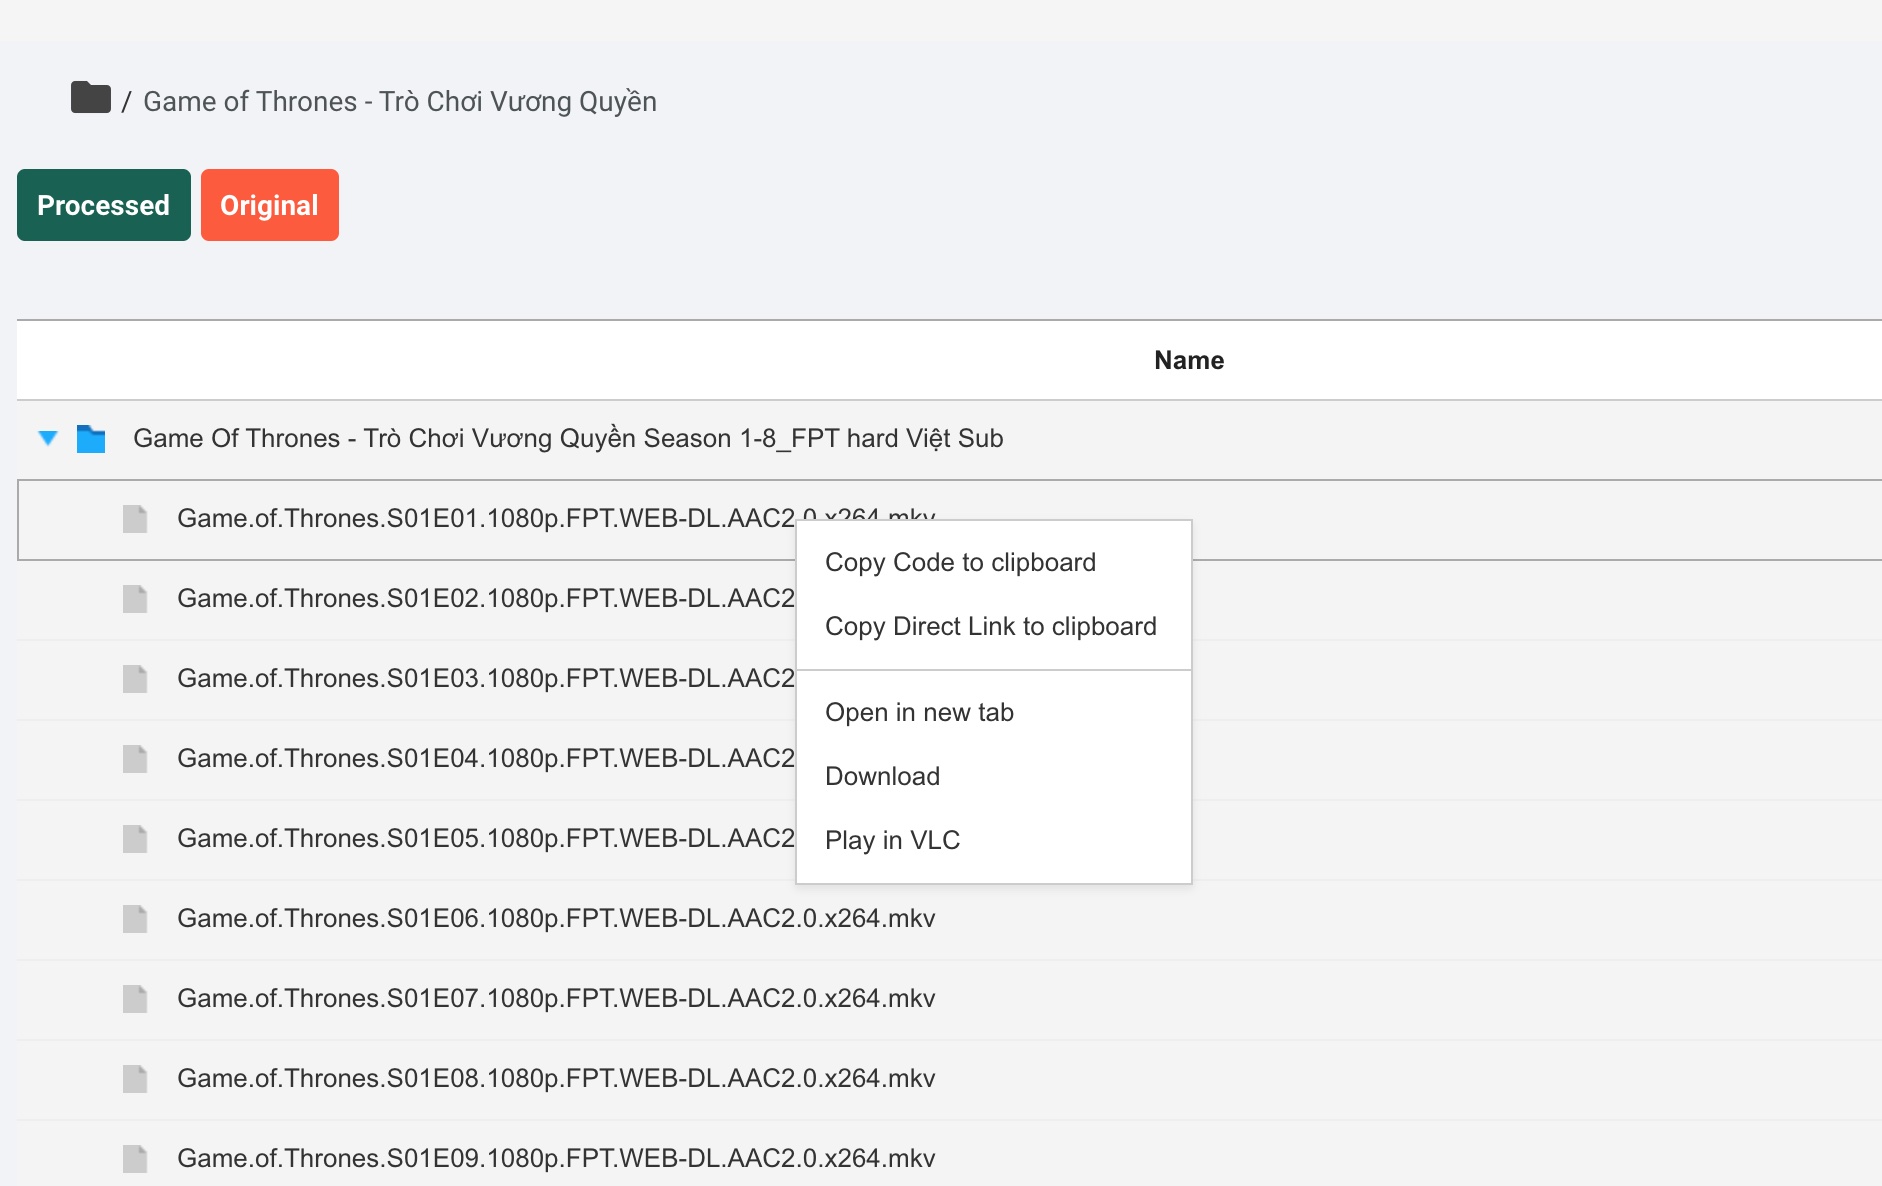 / Game of Thrones - Trò Chơi Vương Quyền
Processed
Original
Name
Game Of Thrones - Trò Chơi Vương Quyền Season 1-8_FPT hard Việt Sub
Game.of.Thrones.S01E01.1080p.FPT.WEB-DL.AAC2.0.x264.mkv
Game.of.Thrones.S01E02.1080p.FPT.WEB-DL.AAC2
Game.of.Thrones.S01E03.1080p.FPT.WEB-DL.AAC2
Game.of.Thrones.S01E04.1080p.FPT.WEB-DL.AAC2
Game.of.Thrones.S01E05.1080p.FPT.WEB-DL.AAC2
Game.of.Thrones.S01E06.1080p.FPT.WEB-DL.AAC2.0.x264.mkv
Game.of.Thrones.S01E07.1080p.FPT.WEB-DL.AAC2.0.x264.mkv
Game.of.Thrones.S01E08.1080p.FPT.WEB-DL.AAC2.0.x264.mkv
Game.of.Thrones.S01E09.1080p.FPT.WEB-DL.AAC2.0.x264.mkv
Copy Code to clipboard
Copy Direct Link to clipboard
Open in new tab
Download
Play in VLC